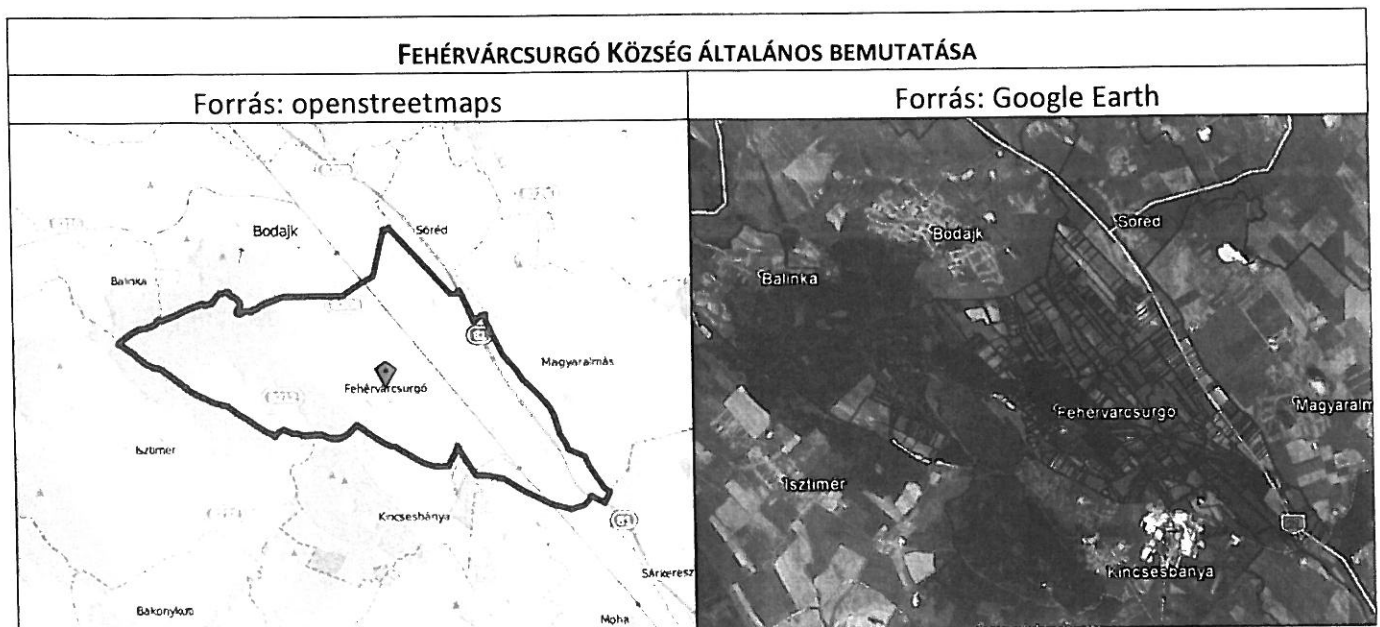 FEHÉRVÁRCSURGÓ KÖZSÉG ÁLTALÁNOS BEMUTATÁSA
Forrás: openstreetmaps
Forrás: Google Earth
Bodajk
Söréd
Balinka
Magyaralmás
Fehérvárcsurgó
Isztimér
Kincsesbánya
Sárkeresz
Bakonykúti
Moha
Söréd
Bodajk
Balinka
Fehérvárcsurgó
Magyaralm
Isztimér
Kincsesbánya